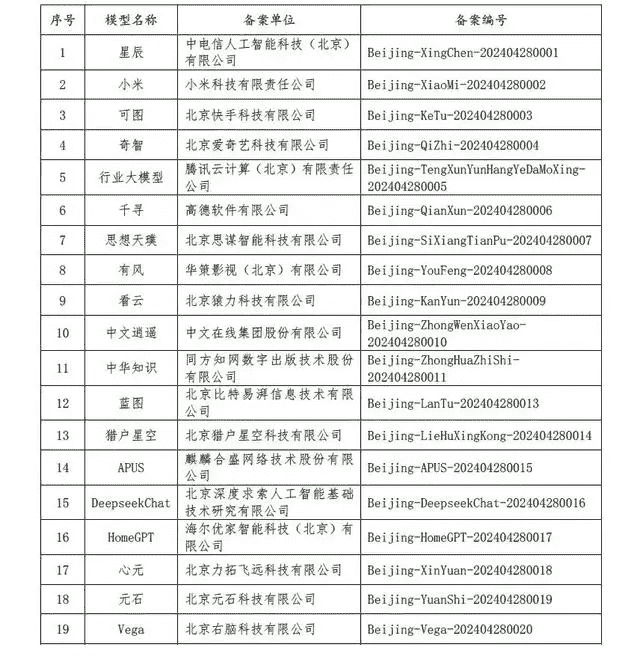 序号 模型名称 备案单位 备案编号
1 星辰 中电信人工智能科技（北京）有限公司 Beijing-XingChen-202404280001
2 小米 小米科技有限责任公司 Beijing-XiaoMi-202404280002
3 可图 北京快手科技有限公司 Beijing-KeTu-202404280003
4 奇智 北京爱奇艺科技有限公司 Beijing-QiZhi-202404280004
5 行业大模型 腾讯云计算（北京）有限责任公司 Beijing-TengXunYunHangYeDaMoXing-202404280005
6 千寻 高德软件有限公司 Beijing-QianXun-202404280006
7 思想天璞 北京思谋智能科技有限公司 Beijing-SiXiangTianPu-202404280007
8 有风 华策影视（北京）有限公司 Beijing-YouFeng-202404280008
9 看云 北京猿力科技有限公司 Beijing-KanYun-202404280009
10 中文逍遥 中文在线集团股份有限公司 Beijing-ZhongWenXiaoYao-202404280010
11 中华知识 同方知网数字出版技术股份有限公司 Beijing-ZhongHuaZhiShi-202404280011
12 蓝图 北京比特易湃信息技术有限公司 Beijing-LanTu-202404280013
13 猎户星空 北京猎户星空科技有限公司 Beijing-LieHuXingKong-202404280014
14 APUS 麒麟合盛网络技术股份有限公司 Beijing-APUS-202404280015
15 DeepseekChat 北京深度求索人工智能基础技术研究有限公司 Beijing-DeepseekChat-202404280016
16 HomeGPT 海尔优家智能科技（北京）有限公司 Beijing-HomeGPT-202404280017
17 心元 北京力拓飞远科技有限公司 Beijing-XinYuan-202404280018
18 元石 北京元石科技有限公司 Beijing-YuanShi-202404280019
19 Vega 北京右脑科技有限公司 Beijing-Vega-202404280020